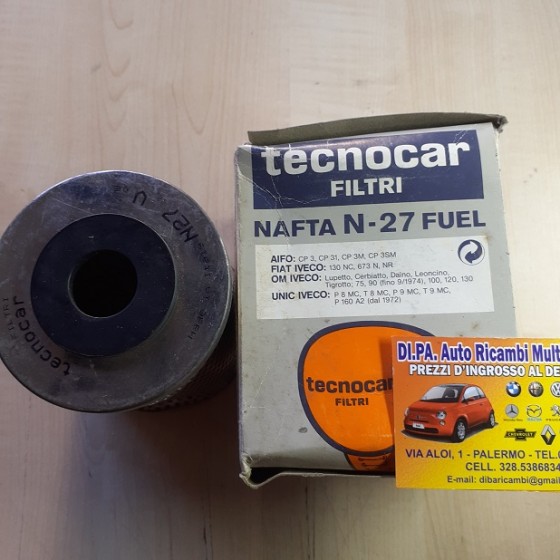 tecnocar
FILTRI
NAFTA N-27 FUEL
AIFO: CP 3, CP 31, CP 3M, CP 3SM
FIAT IVECO: 130 NC, 673 N, NR
OM IVECO: Lupetto, Cerbiatto, Daino, Leoncino,
Tigrotto; 75, 90 (fino 9/1974), 100, 120, 130
UNIC IVECO: P 8 MC, T 8 MC, P 9 MC, T 9 MC,
P 160 A2 (dal 1972)
tecnocar
FILTRI
tecnocar
N27
DI.PA. Auto Ricambi Mult
PREZZI D'INGROSSO AL DE
CHEVROLET
VIA ALOI, 1 - PALERMO - TEL.0
CELL. 328.5386834
E-mail: dibaricambi@gmail